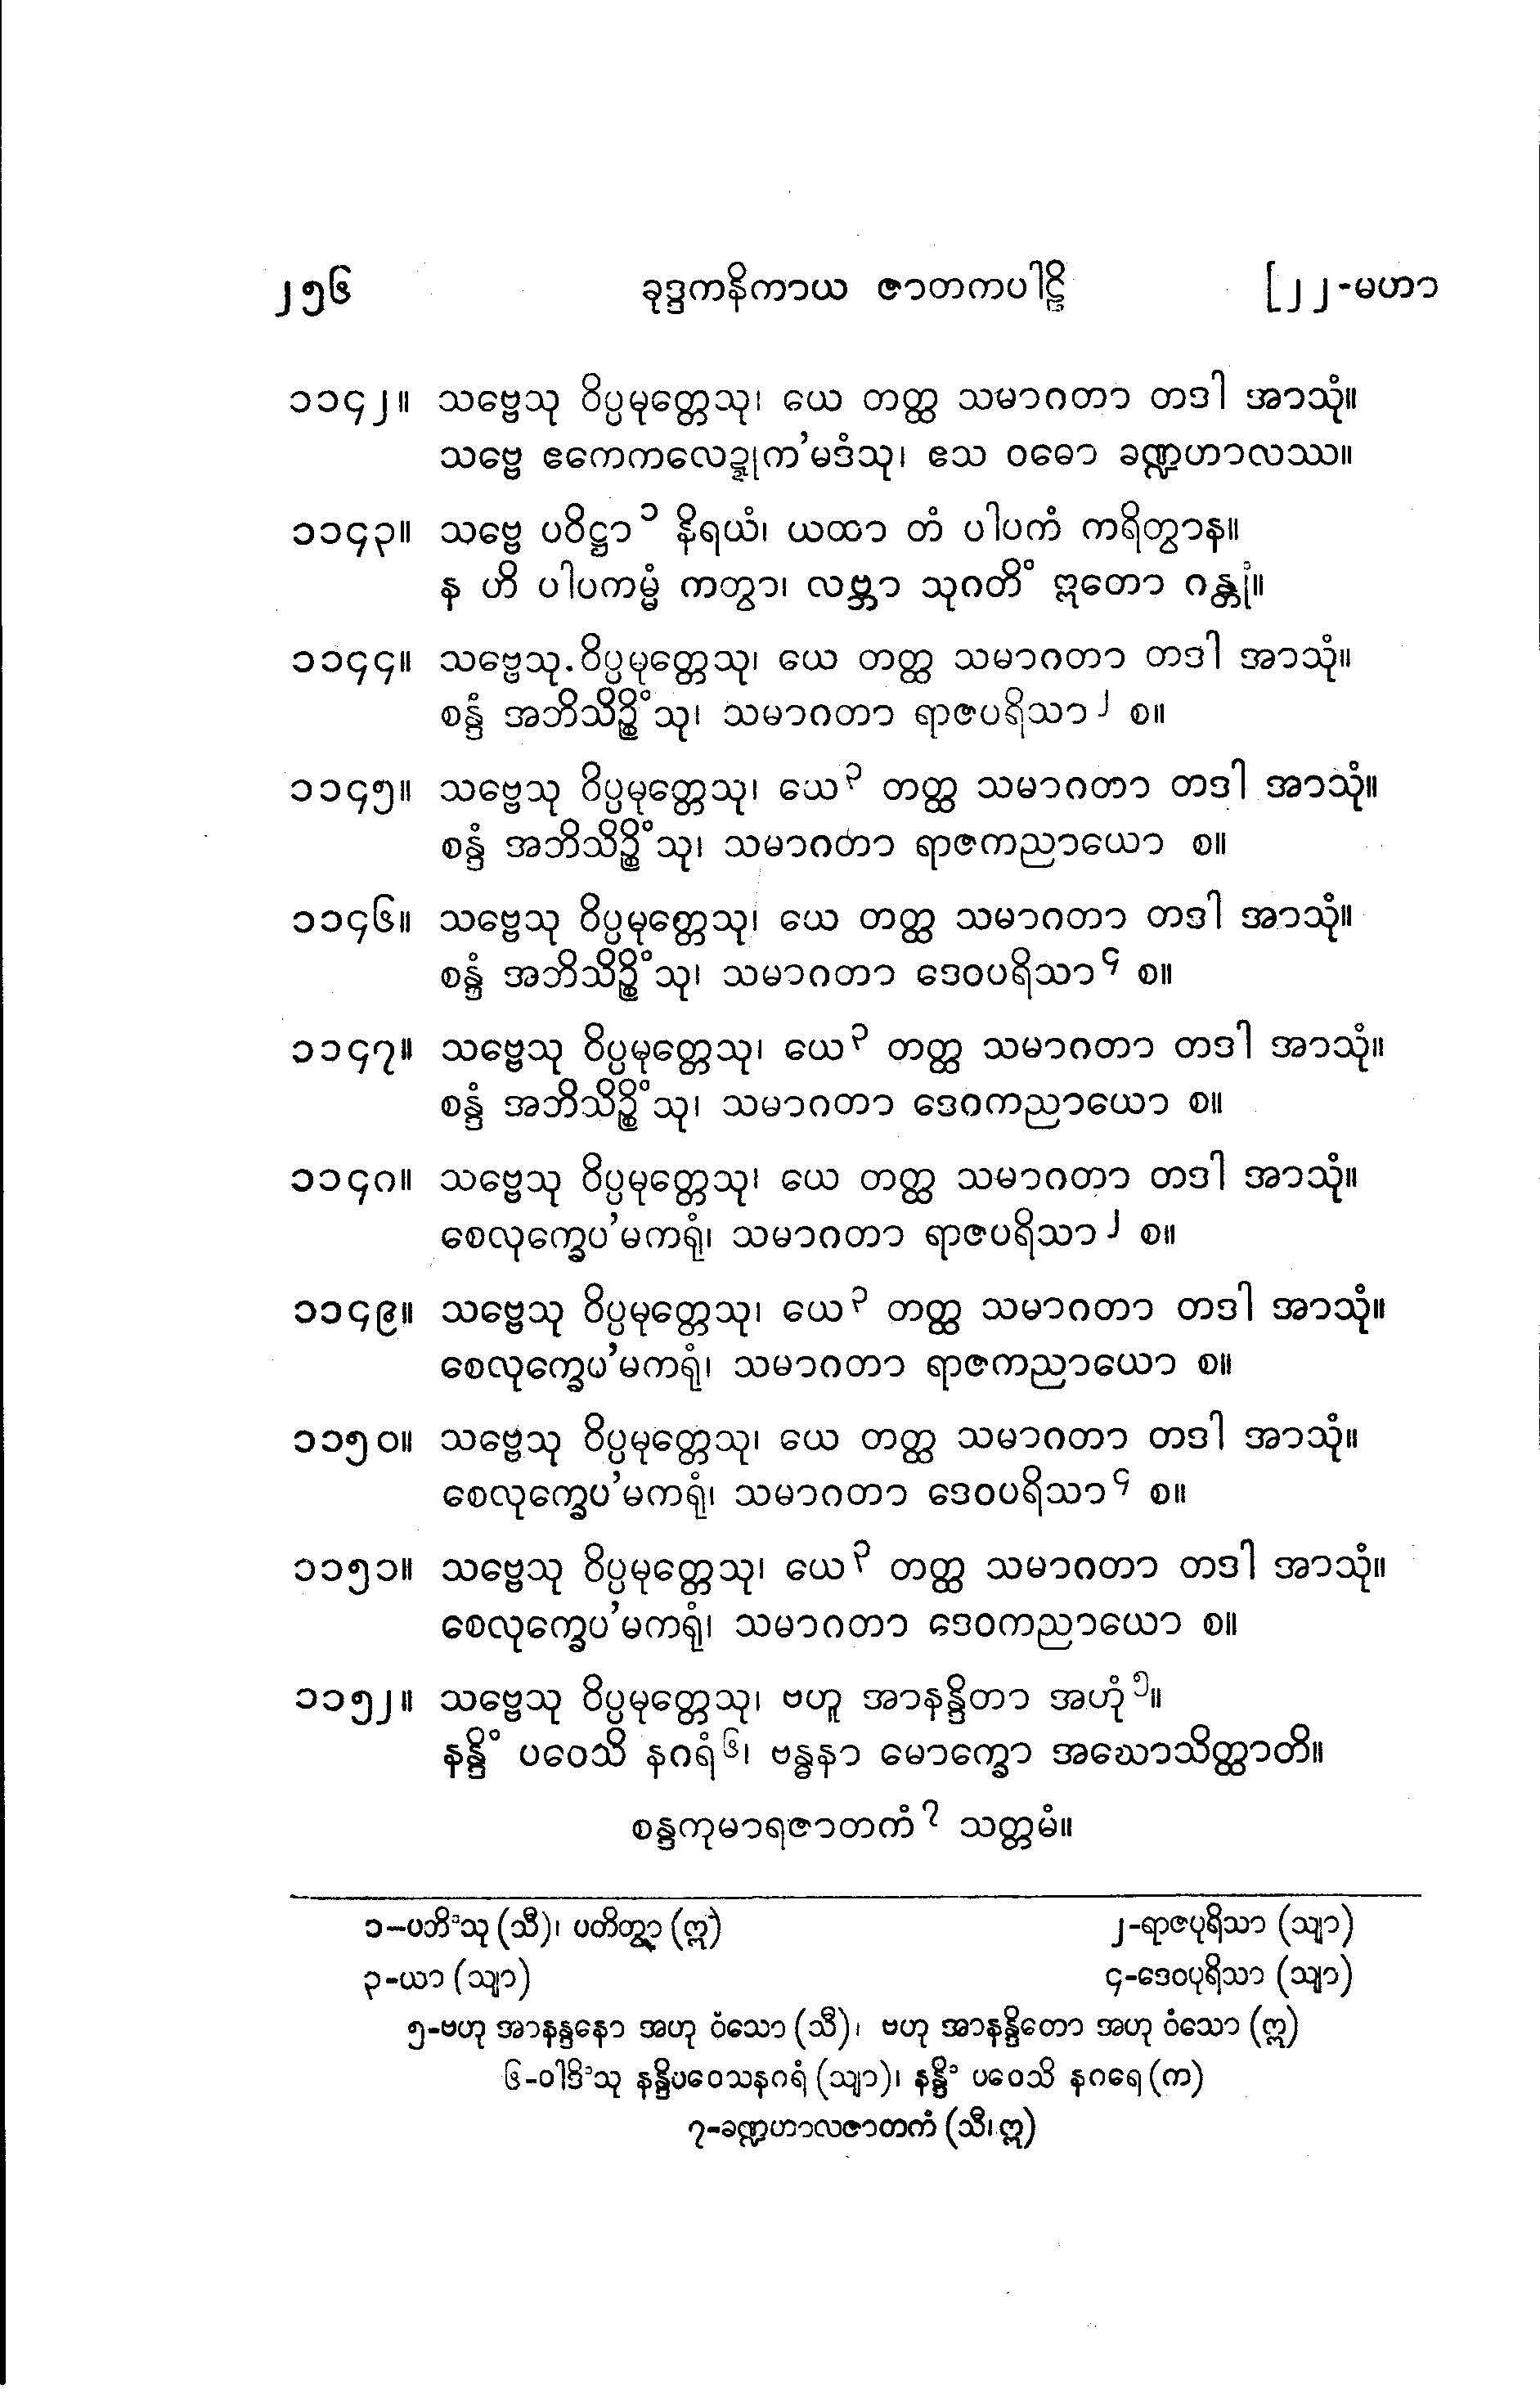 ၂၅၆ ခုဒ္ဒကနိကာယ ဇာတကပါဠိ [၂၂-မဟာ
၁၁၄၂။ သဗ္ဗေသု ဝိပ္ပမုတ္တေသု၊ ယေ တတ္ထ သမာဂတာ တဒါ အာသုံ။
သဗ္ဗေ ဧကေကလေဍ္ဍုက'မဒံသု၊ ဧသ ဝဓော ခဏ္ဍဟာလဿ။
၁၁၄၃။ သဗ္ဗေ ပဝိဋ္ဌာ ၁ နိရယံ၊ ယထာ တံ ပါပကံ ကရိတွာန။
န ဟိ ပါပကမ္မံ ကတွာ၊ လဗ္ဘာ သုဂတိံ ဣတော ဂန္တုံ။
၁၁၄၄။ သဗ္ဗေသု.ဝိပ္ပမုတ္တေသု၊ ယေ တတ္ထ သမာဂတာ တဒါ အာသုံ။
စန္ဒံ အဘိသိဉ္စိံသု၊ သမာဂတာ ရာဇပရိသာ ၂ စ။
၁၁၄၅။ သဗ္ဗေသု ဝိပ္ပမုတ္တေသု၊ ယေ ၃ တတ္ထ သမာဂတာ တဒါ အာသုံ။
စန္ဒံ အဘိသိဉ္စိံသု၊ သမာဂတာ ရာဇကညာယော စ။
၁၁၄၆။ သဗ္ဗေသု ဝိပ္ပမုတ္တေသု၊ ယေ တတ္ထ သမာဂတာ တဒါ အာသုံ။
စန္ဒံ အဘိသိဉ္စိံသု၊ သမာဂတာ ဒေဝပရိသာ ၄ စ။
၁၁၄၇။ သဗ္ဗေသု ဝိပ္ပမုတ္တေသု၊ ယေ ၃ တတ္ထ သမာဂတာ တဒါ အာသုံ။
စန္ဒံ အဘိသိဉ္စိံသု၊ သမာဂတာ ဒေဝကညာယော စ။
၁၁၄၈။ သဗ္ဗေသု ဝိပ္ပမုတ္တေသု၊ ယေ တတ္ထ သမာဂတာ တဒါ အာသုံ။
စေလုက္ခေပ'မကရုံ၊ သမာဂတာ ရာဇပရိသာ ၂ စ။
၁၁၄၉။ သဗ္ဗေသု ဝိပ္ပမုတ္တေသု၊ ယေ ၃ တတ္ထ သမာဂတာ တဒါ အာသုံ။
စေလုက္ခေပ'မကရုံ၊ သမာဂတာ ရာဇကညာယော စ။
၁၁၅၀။ သဗ္ဗေသု ဝိပ္ပမုတ္တေသု၊ ယေ တတ္ထ သမာဂတာ တဒါ အာသုံ။
စေလုက္ခေပ'မကရုံ၊ သမာဂတာ ဒေဝပရိသာ ၄ စ။
၁၁၅၁။ သဗ္ဗေသု ဝိပ္ပမုတ္တေသု၊ ယေ ၃ တတ္ထ သမာဂတာ တဒါ အာသုံ။
စေလုက္ခေပ'မကရုံ၊ သမာဂတာ ဒေဝကညာယော စ။
၁၁၅၂။ သဗ္ဗေသု ဝိပ္ပမုတ္တေသု၊ ဗဟူ အာနန္ဒိတာ အဟုံ ၅။
နန္ဒိံ ပဝေသိ နဂရံ ၆၊ ဗန္ဓနာ မောက္ခော အဃောသိတ္ထာတိ။
စန္ဒကုမာရဇာတကံ ၇ သတ္တမံ။
၁-ပတိံသု (သီ)၊ ပတိတွာ (ဣ) ၂-ရာဇပုရိသာ (သျာ)
၃-ယာ (သျာ) ၄-ဒေဝပုရိသာ (သျာ)
၅-ဗဟု အာနန္ဒနော အဟု ဝံသော (သီ)၊ ဗဟု အာနန္ဒိတော အဟု ဝံသော (ဣ)
၆-ဝါဒိံသု နန္ဒိပဝေသနဂရံ (သျာ)၊ နန္ဒိံ ပဝေသိ နဂရေ (က)
၇-ခဏ္ဍဟာလဇာတကံ (သီ၊ဣ)